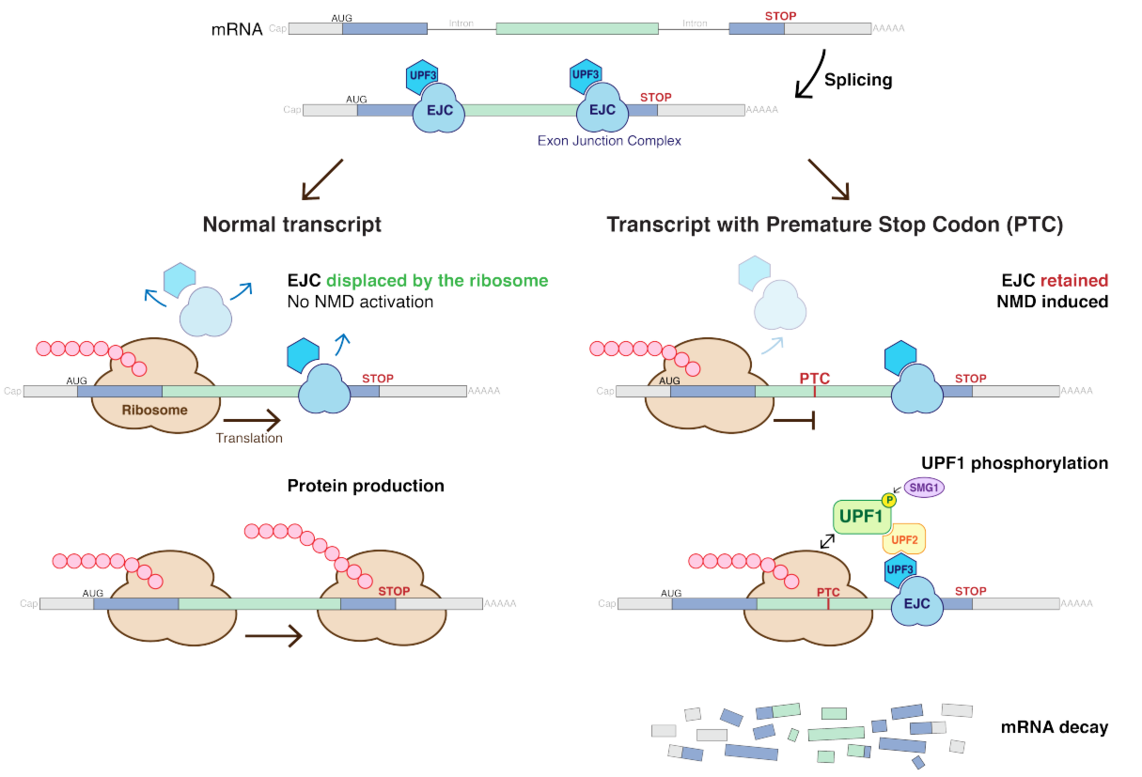 AUG
Intron
Intron
STOP
mRNA
Cap
AAAAA
UPF3
UPF3
Splicing
Cap
AUG
EJC
EJC
STOP
AAAAA
Exon Junction Complex
Normal transcript
Transcript with Premature Stop Codon (PTC)
EJC displaced by the ribosome
No NMD activation
EJC retained
NMD induced
Cap
AUG
STOP
AAAAA
Ribosome
Translation
Cap
AUG
PTC
STOP
AAAAA
Protein production
UPF1 phosphorylation
SMG1
P
UPF1
UPF2
UPF3
Cap
AUG
STOP
AAAAA
Cap
AUG
PTC
EJC
STOP
AAAAA
mRNA decay